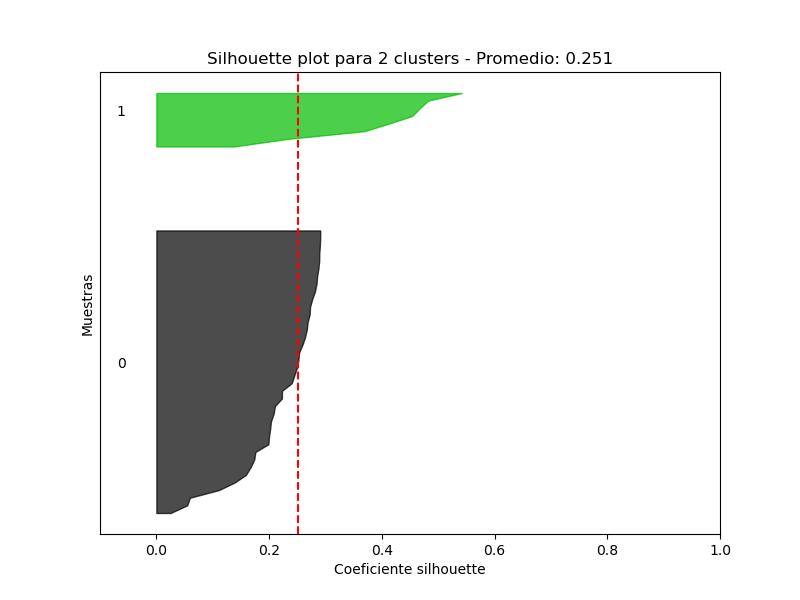 Silhouette plot para 2 clusters - Promedio: 0.251
1
0
Muestras
0.0 0.2 0.4 0.6 0.8 1.0
Coeficiente silhouette